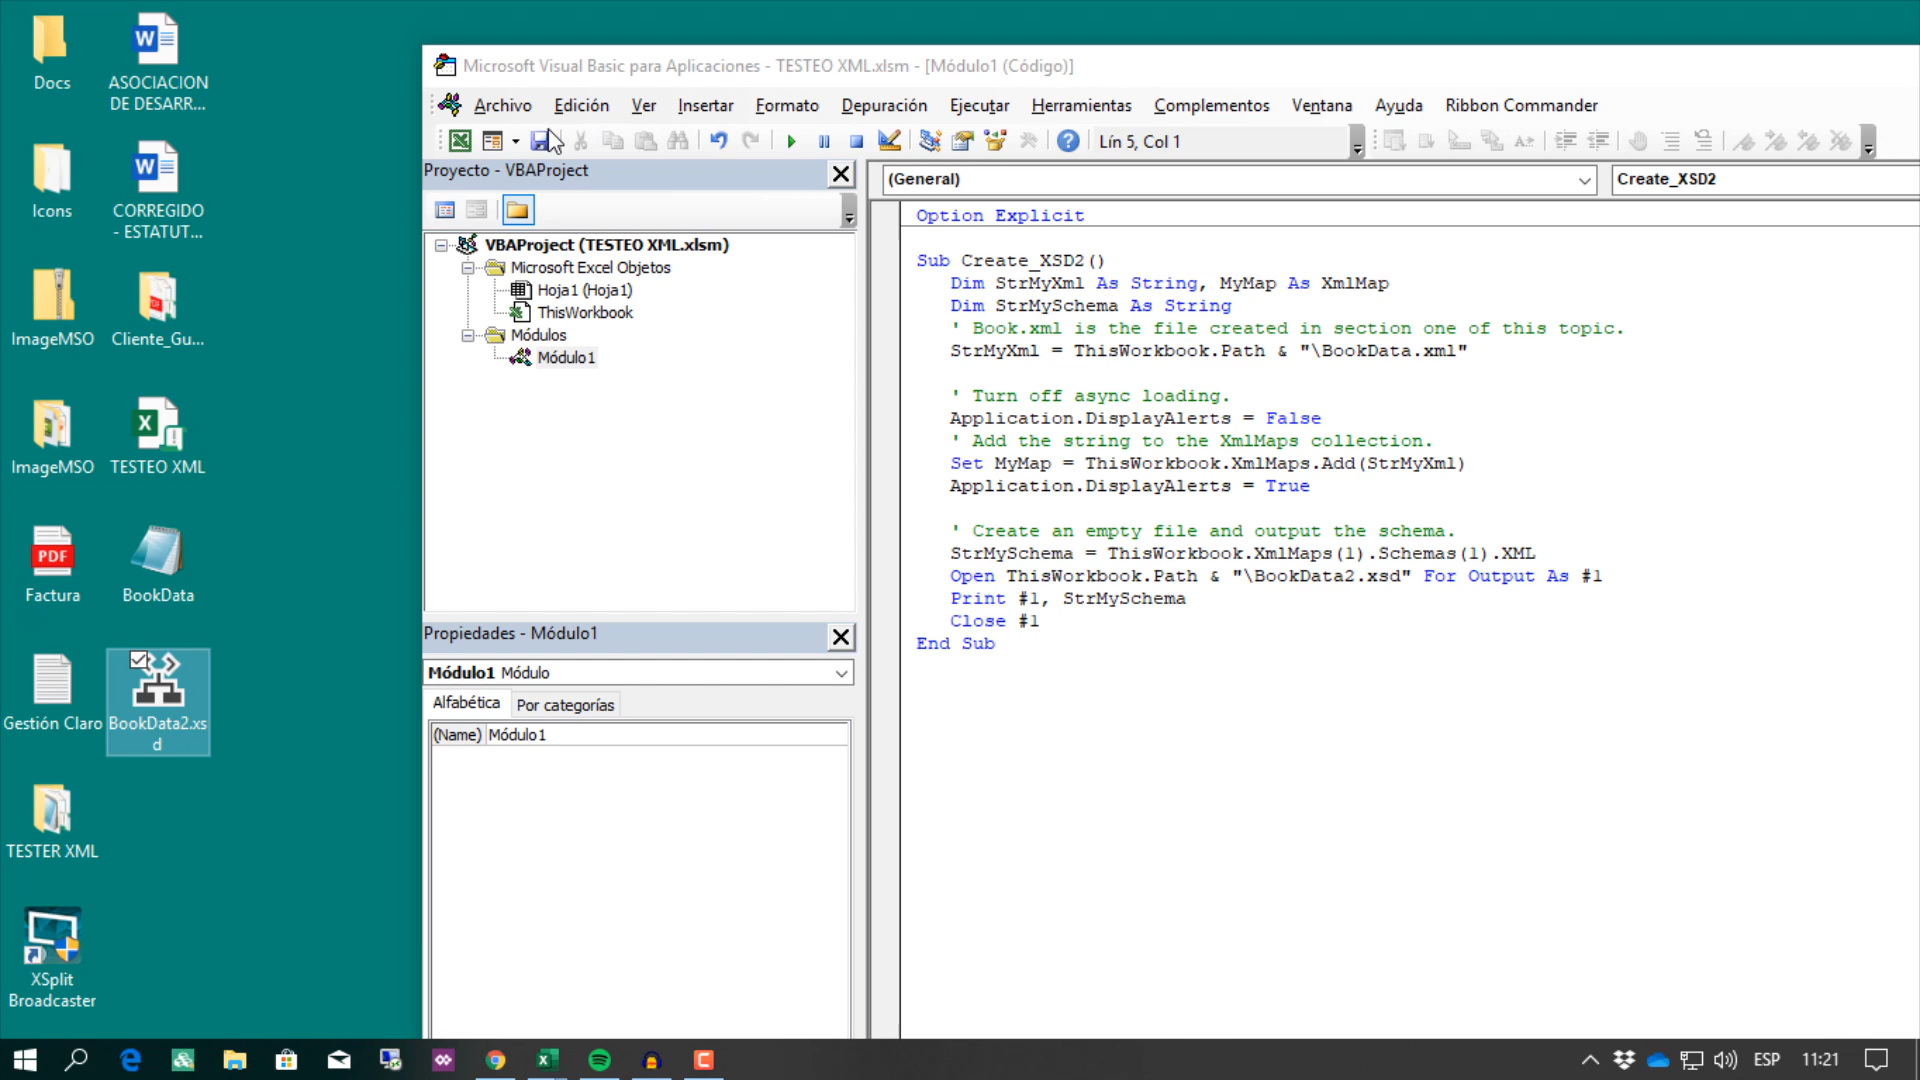 Docs
ASOCIACION
DE DESARR...
Icons
CORREGIDO
- ESTATUT...
ImageMSO
Cliente_Gu...
ImageMSO
TESTEO XML
PDF
Factura
BookData
Gestión Claro
BookData2.xs
d
TESTER XML
XSplit
Broadcaster
Microsoft Visual Basic para Aplicaciones - TESTEO XML.xlsm - [Módulo1 (Código)]
Archivo Edición Ver Insertar Formato Depuración Ejecutar Herramientas Complementos Ventana Ayuda Ribbon Commander
Lín 5, Col 1
Proyecto - VBAProject
VBAProject (TESTEO XML.xlsm)
Microsoft Excel Objetos
Hoja1 (Hoja1)
ThisWorkbook
Módulos
Módulo1
Propiedades - Módulo1
Módulo1 Módulo
Alfabética Por categorías
(Name) Módulo1
(General) Create_XSD2
Option Explicit
Sub Create_XSD2()
Dim StrMyXml As String, MyMap As XmlMap
Dim StrMySchema As String
' Book.xml is the file created in section one of this topic.
StrMyXml = ThisWorkbook.Path & "\BookData.xml"
' Turn off async loading.
Application.DisplayAlerts = False
' Add the string to the XmlMaps collection.
Set MyMap = ThisWorkbook.XmlMaps.Add(StrMyXml)
Application.DisplayAlerts = True
' Create an empty file and output the schema.
StrMySchema = ThisWorkbook.XmlMaps(1).Schemas(1).XML
Open ThisWorkbook.Path & "\BookData2.xsd" For Output As #1
Print #1, StrMySchema
Close #1
End Sub
ESP 11:21